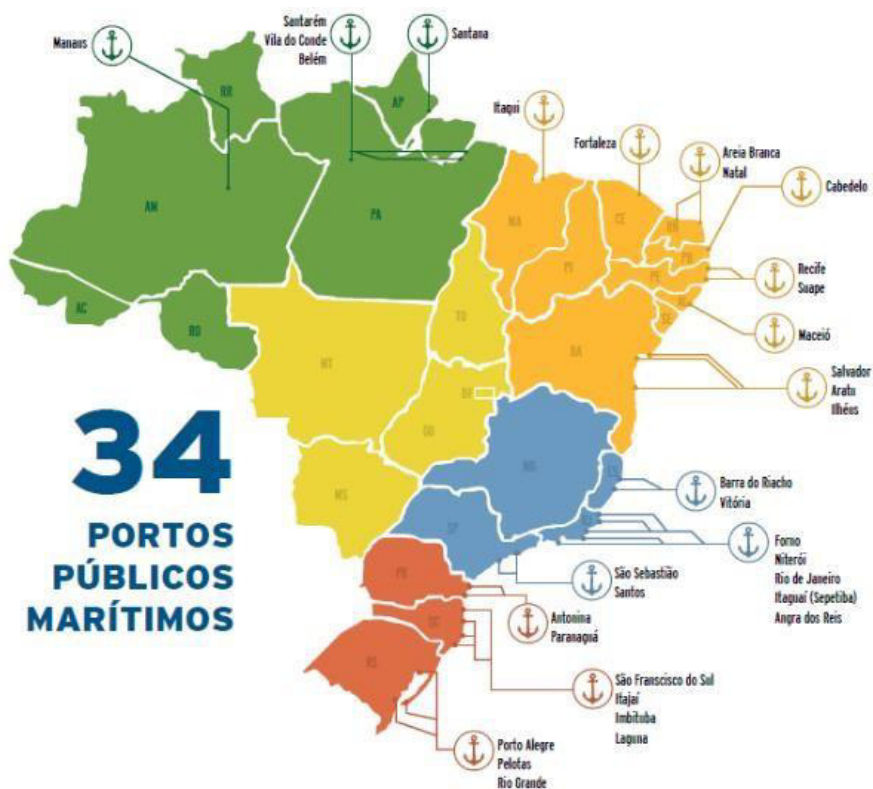 Manaus
Santarém
Vila do Conde
Belém
Santana
Itaqui
Fortaleza
Areia Branca
Natal
Cabedelo
Recife
Suape
Maceió
Salvador
Aratu
Ilhéus
Barra do Riacho
Vitória
Forno
Niterói
Rio de Janeiro
Itaguaí (Sepetiba)
Angra dos Reis
São Sebastião
Santos
Antonina
Paranaguá
São Franscisco do Sul
Itajaí
Imbituba
Laguna
Porto Alegre
Pelotas
Rio Grande
RR
AP
AM
PA
AC
RO
MA
CE
RN
PB
PI
PE
AL
SE
BA
TO
MT
DF
GO
MS
MG
ES
SP
RJ
PR
SC
RS
34
PORTOS
PÚBLICOS
MARÍTIMOS